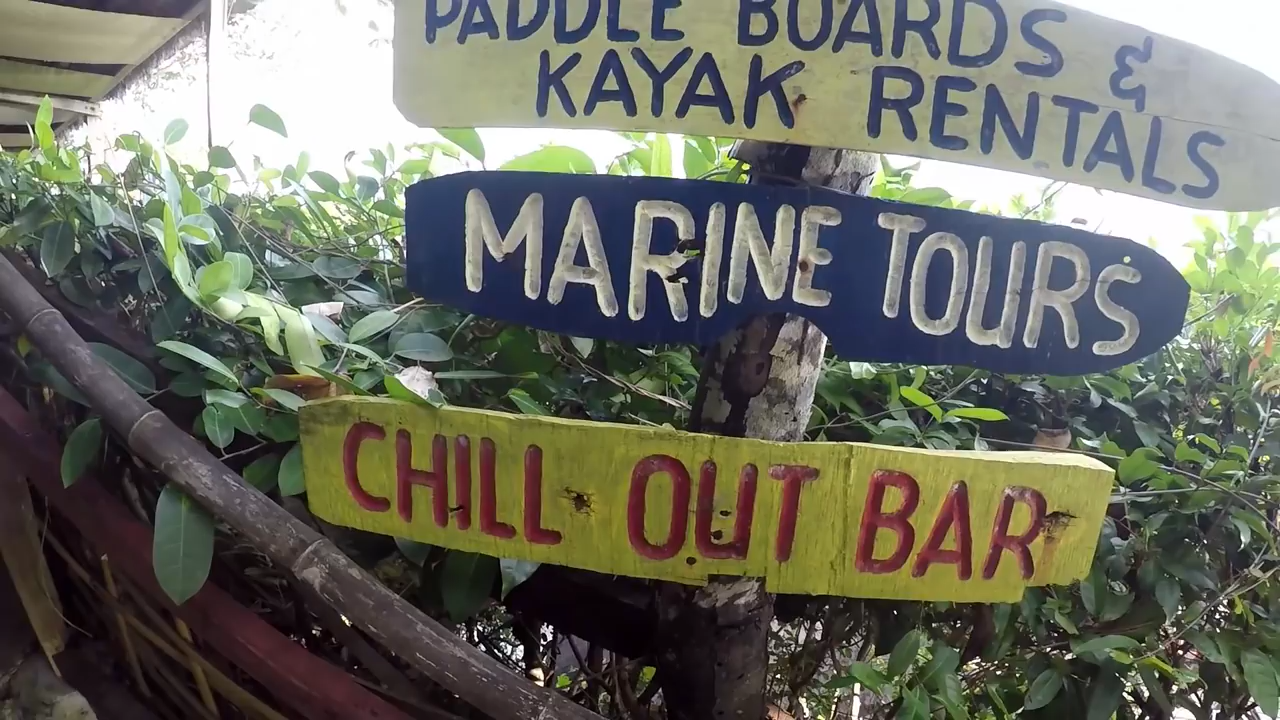 PADDLE BOARDS &
KAYAK RENTALS
MARINE TOURS
CHILL OUT BAR